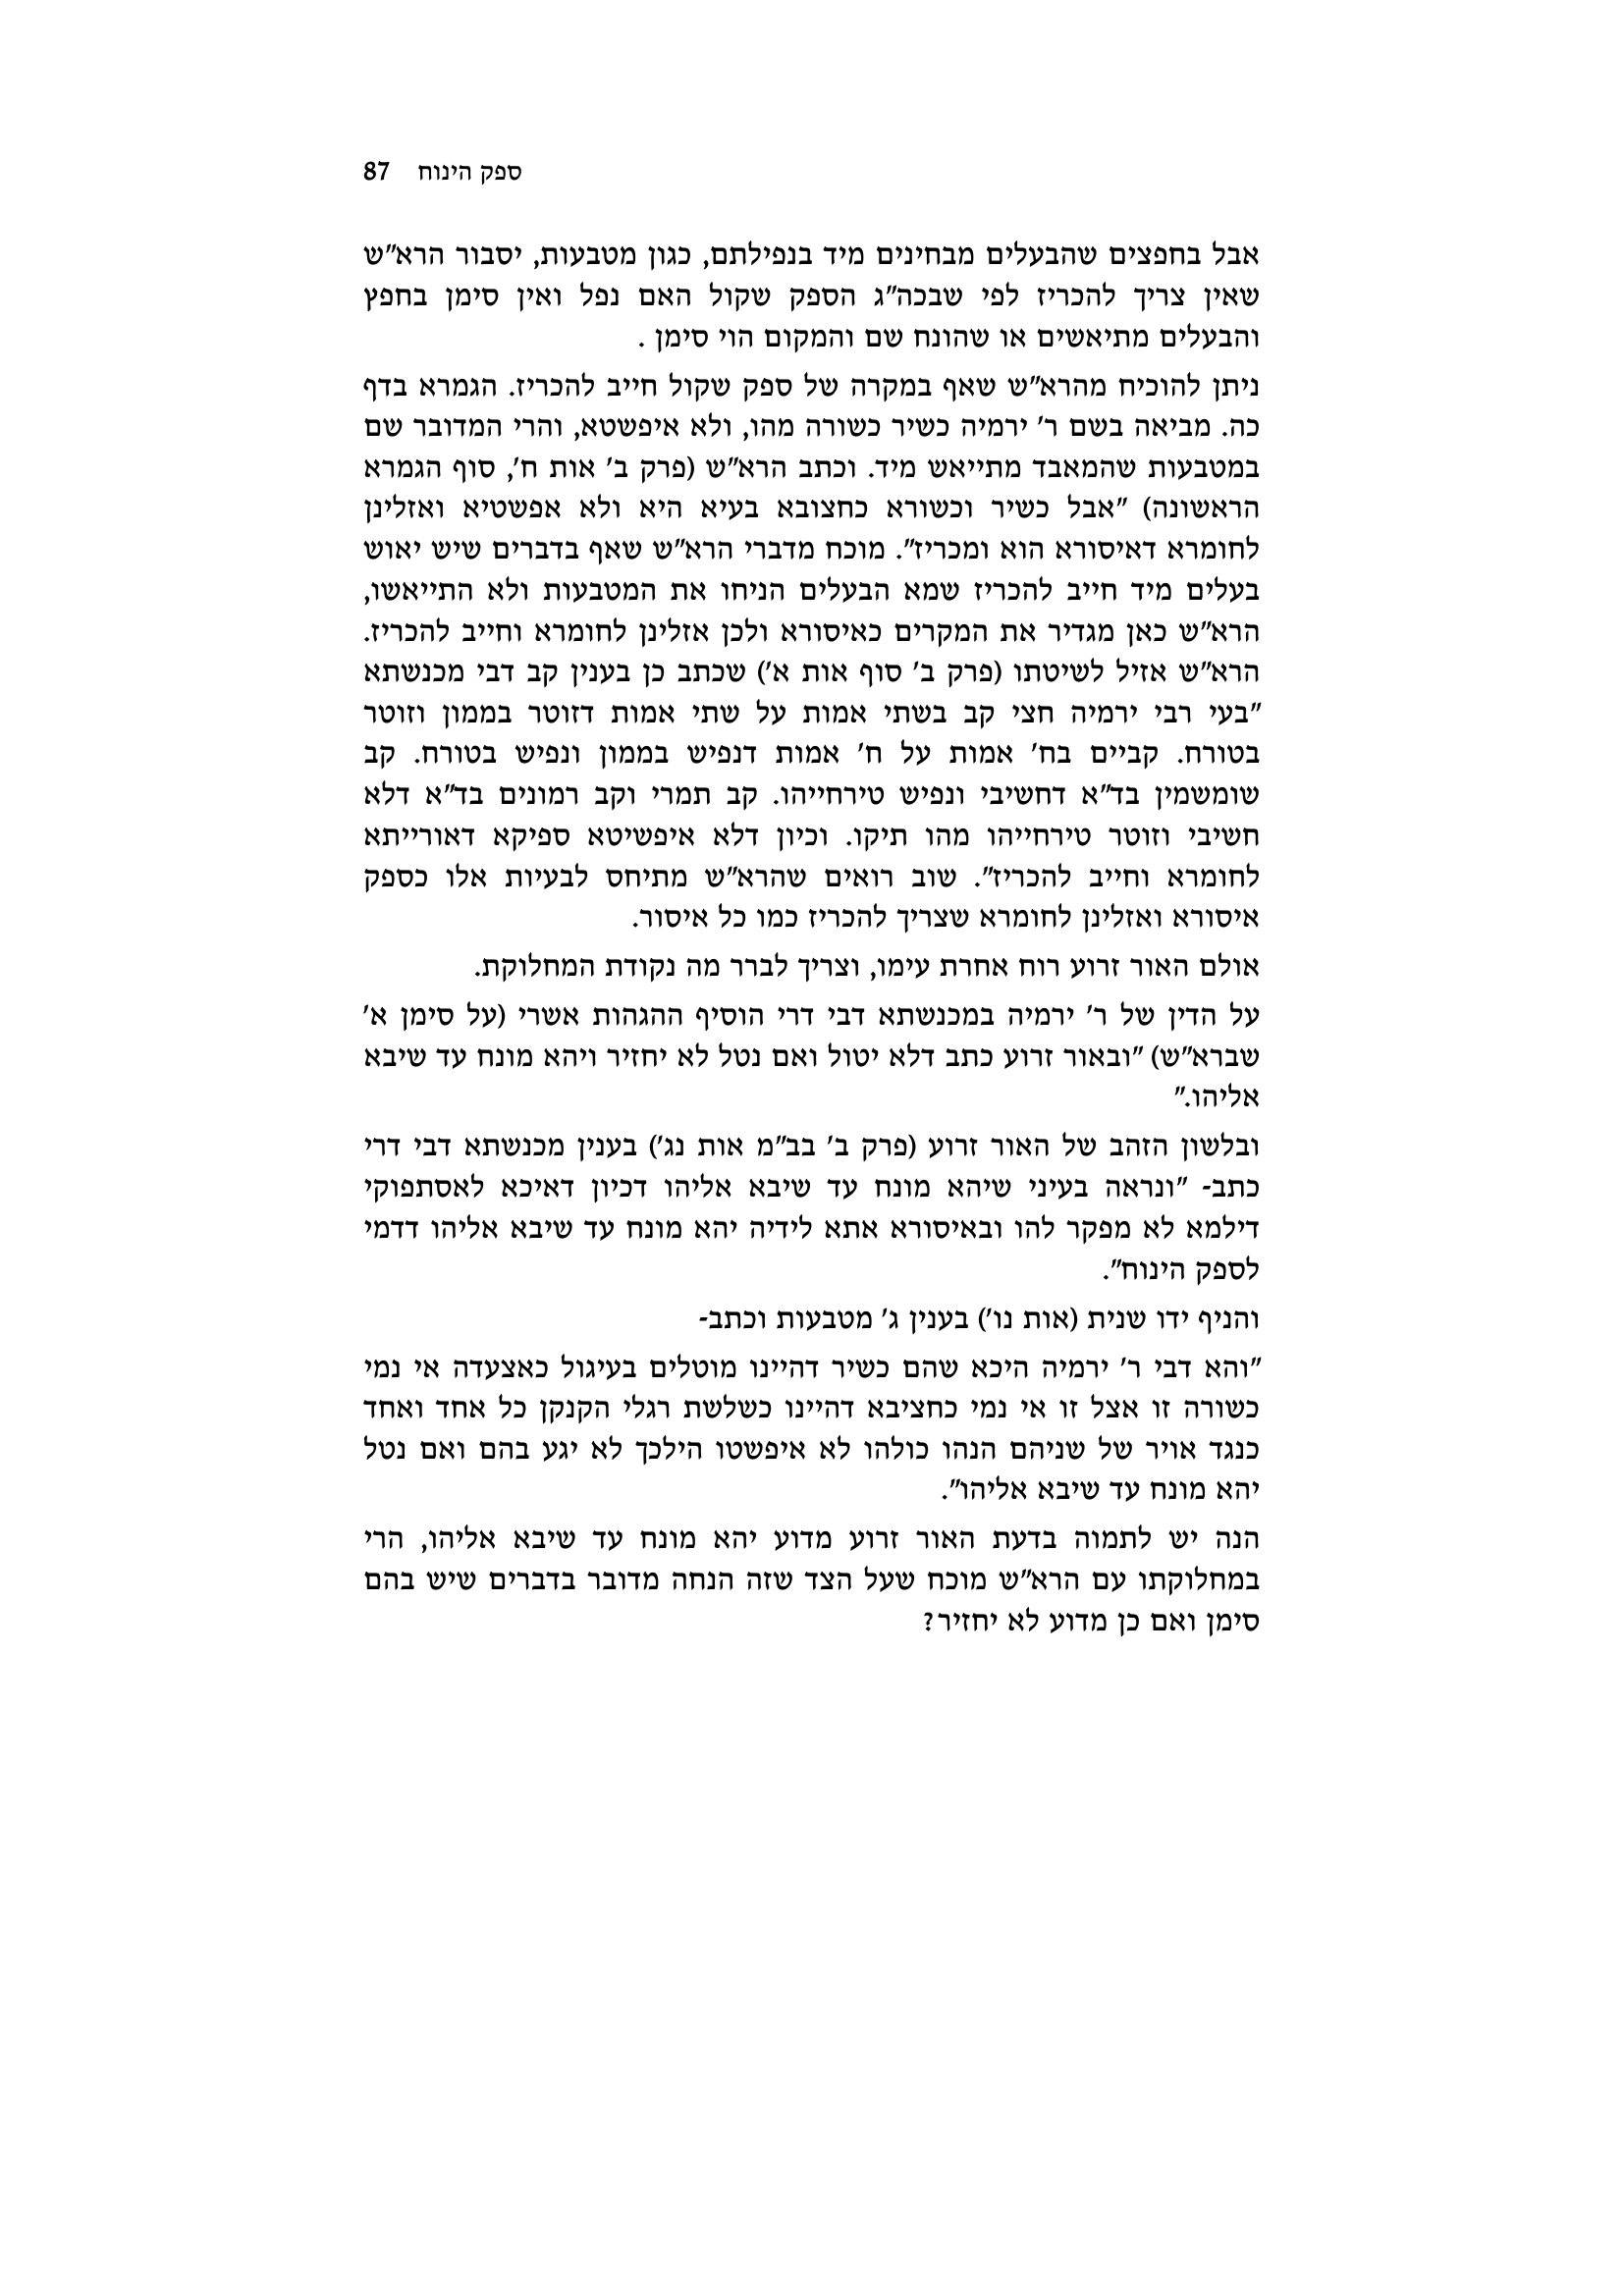 ספק הינוח 87
אבל בחפצים שהבעלים מבחינים מיד בנפילתם, כגון מטבעות, יסבור הרא"ש
שאין צריך להכריז לפי שבכה"ג הספק שקול האם נפל ואין סימן בחפץ
והבעלים מתיאשים או שהונח שם והמקום הוי סימן .
ניתן להוכיח מהרא"ש שאף במקרה של ספק שקול חייב להכריז. הגמרא בדף
כה. מביאה בשם ר' ירמיה כשיר כשורה מהו, ולא איפשטא, והרי המדובר שם
במטבעות שהמאבד מתייאש מיד. וכתב הרא"ש (פרק ב' אות ח', סוף הגמרא
הראשונה) "אבל כשיר וכשורא כחצובא בעיא היא ולא אפשטיא ואזלינן
לחומרא דאיסורא הוא ומכריז". מוכח מדברי הרא"ש שאף בדברים שיש יאוש
בעלים מיד חייב להכריז שמא הבעלים הניחו את המטבעות ולא התייאשו,
הרא"ש כאן מגדיר את המקרים כאיסורא ולכן אזלינן לחומרא וחייב להכריז.
הרא"ש אזיל לשיטתו (פרק ב' סוף אות א') שכתב כן בענין קב דבי מכנשתא
"בעי רבי ירמיה חצי קב בשתי אמות על שתי אמות דזוטר בממון וזוטר
בטורח. קביים בח' אמות על ח' אמות דנפיש בממון ונפיש בטורח. קב
שומשמין בד"א דחשיבי ונפיש טירחייהו. קב תמרי וקב רמונים בד"א דלא
חשיבי וזוטר טירחייהו מהו תיקו. וכיון דלא איפשיטא ספיקא דאורייתא
לחומרא וחייב להכריז". שוב רואים שהרא"ש מתיחס לבעיות אלו כספק
איסורא ואזלינן לחומרא שצריך להכריז כמו כל איסור.
אולם האור זרוע רוח אחרת עימו, וצריך לברר מה נקודת המחלוקת.
על הדין של ר' ירמיה במכנשתא דבי דרי הוסיף ההגהות אשרי (על סימן א'
שברא"ש) "ובאור זרוע כתב דלא יטול ואם נטל לא יחזיר ויהא מונח עד שיבא
אליהו."
ובלשון הזהב של האור זרוע (פרק ב' בב"מ אות נג') בענין מכנשתא דבי דרי
כתב- "ונראה בעיני שיהא מונח עד שיבא אליהו דכיון דאיכא לאסתפוקי
דילמא לא מפקר להו ובאיסורא אתא לידיה יהא מונח עד שיבא אליהו דדמי
לספק הינוח".
והניף ידו שנית (אות נו') בענין ג' מטבעות וכתב-
"והא דבי ר' ירמיה היכא שהם כשיר דהיינו מוטלים בעיגול כאצעדה אי נמי
כשורה זו אצל זו אי נמי כחציבא דהיינו כשלשת רגלי הקנקן כל אחד ואחד
כנגד אויר של שניהם הנהו כולהו לא איפשטו הילכך לא יגע בהם ואם נטל
יהא מונח עד שיבא אליהו".
הנה יש לתמוה בדעת האור זרוע מדוע יהא מונח עד שיבא אליהו, הרי
במחלוקתו עם הרא"ש מוכח שעל הצד שזה הנחה מדובר בדברים שיש בהם
סימן ואם כן מדוע לא יחזיר?